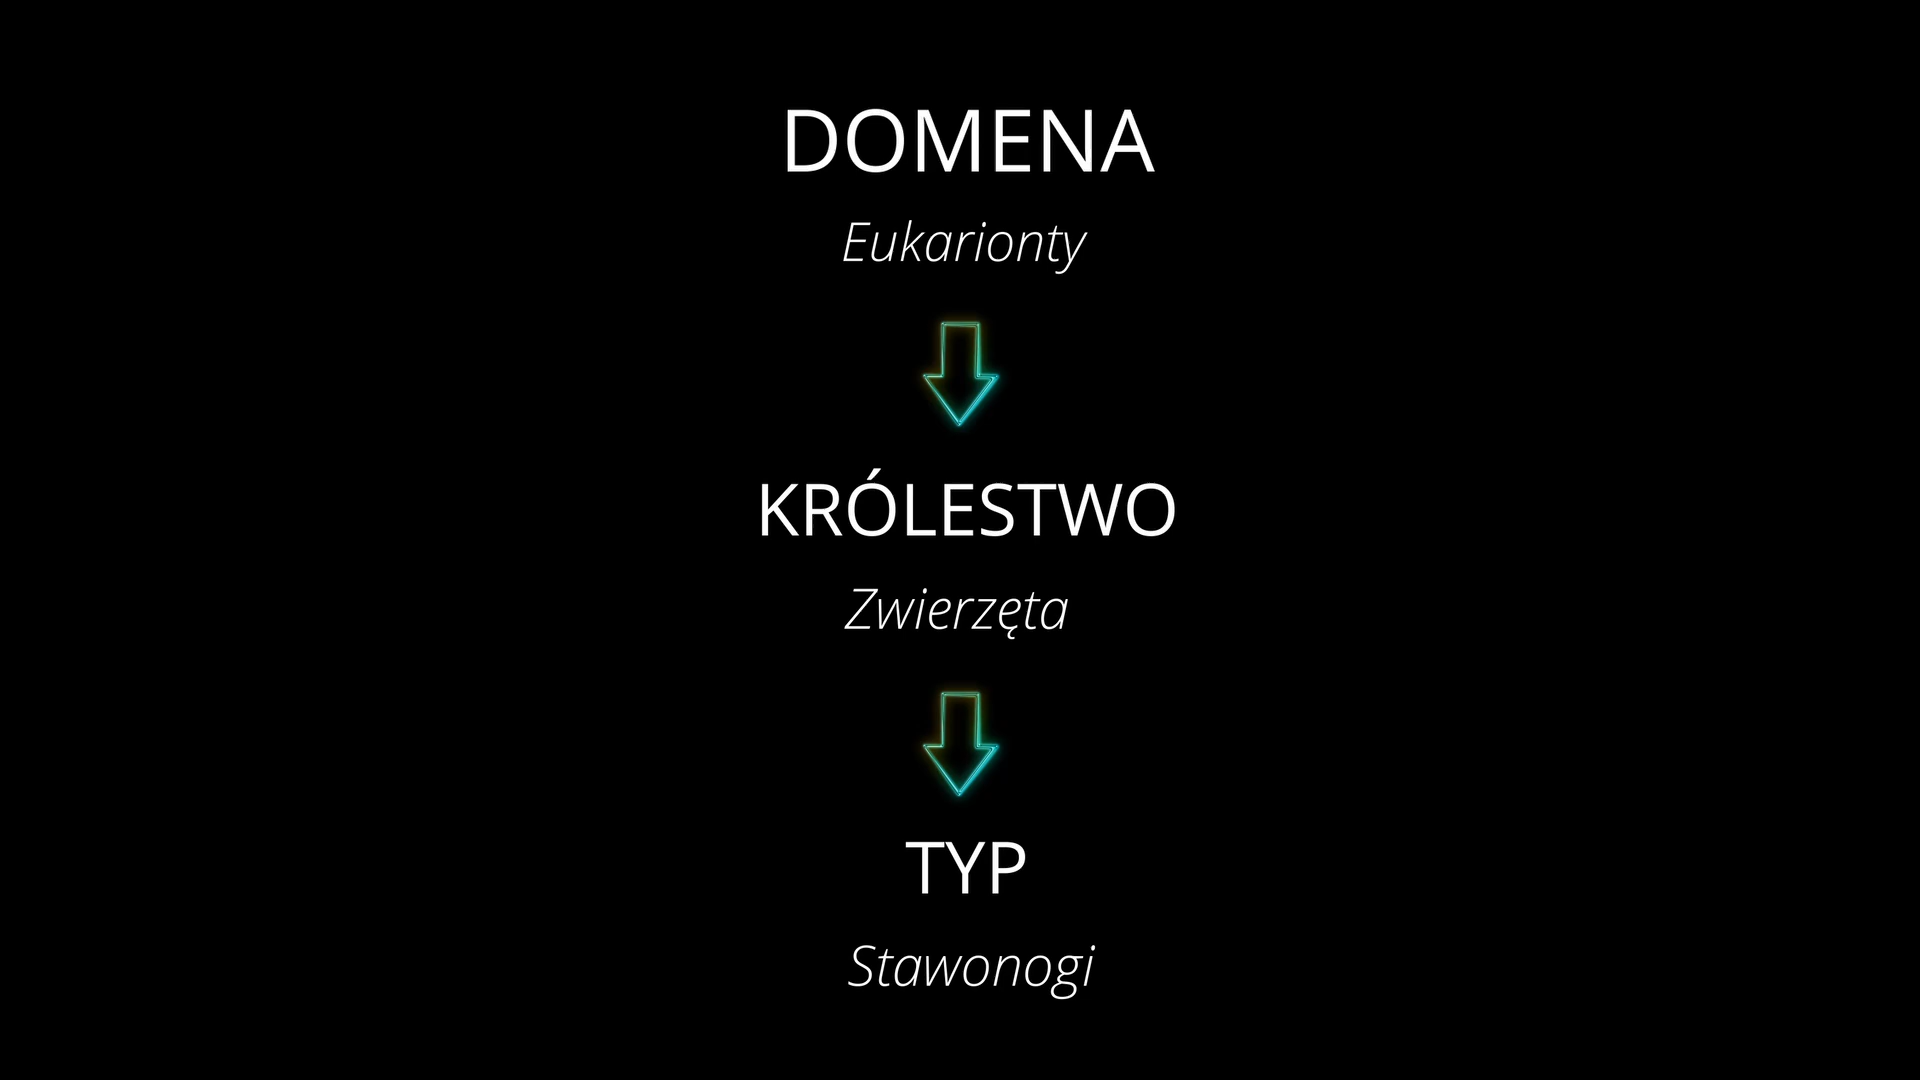 DOMENA
Eukarionty
KRÓLESTWO
Zwierzęta
TYP
Stawonogi